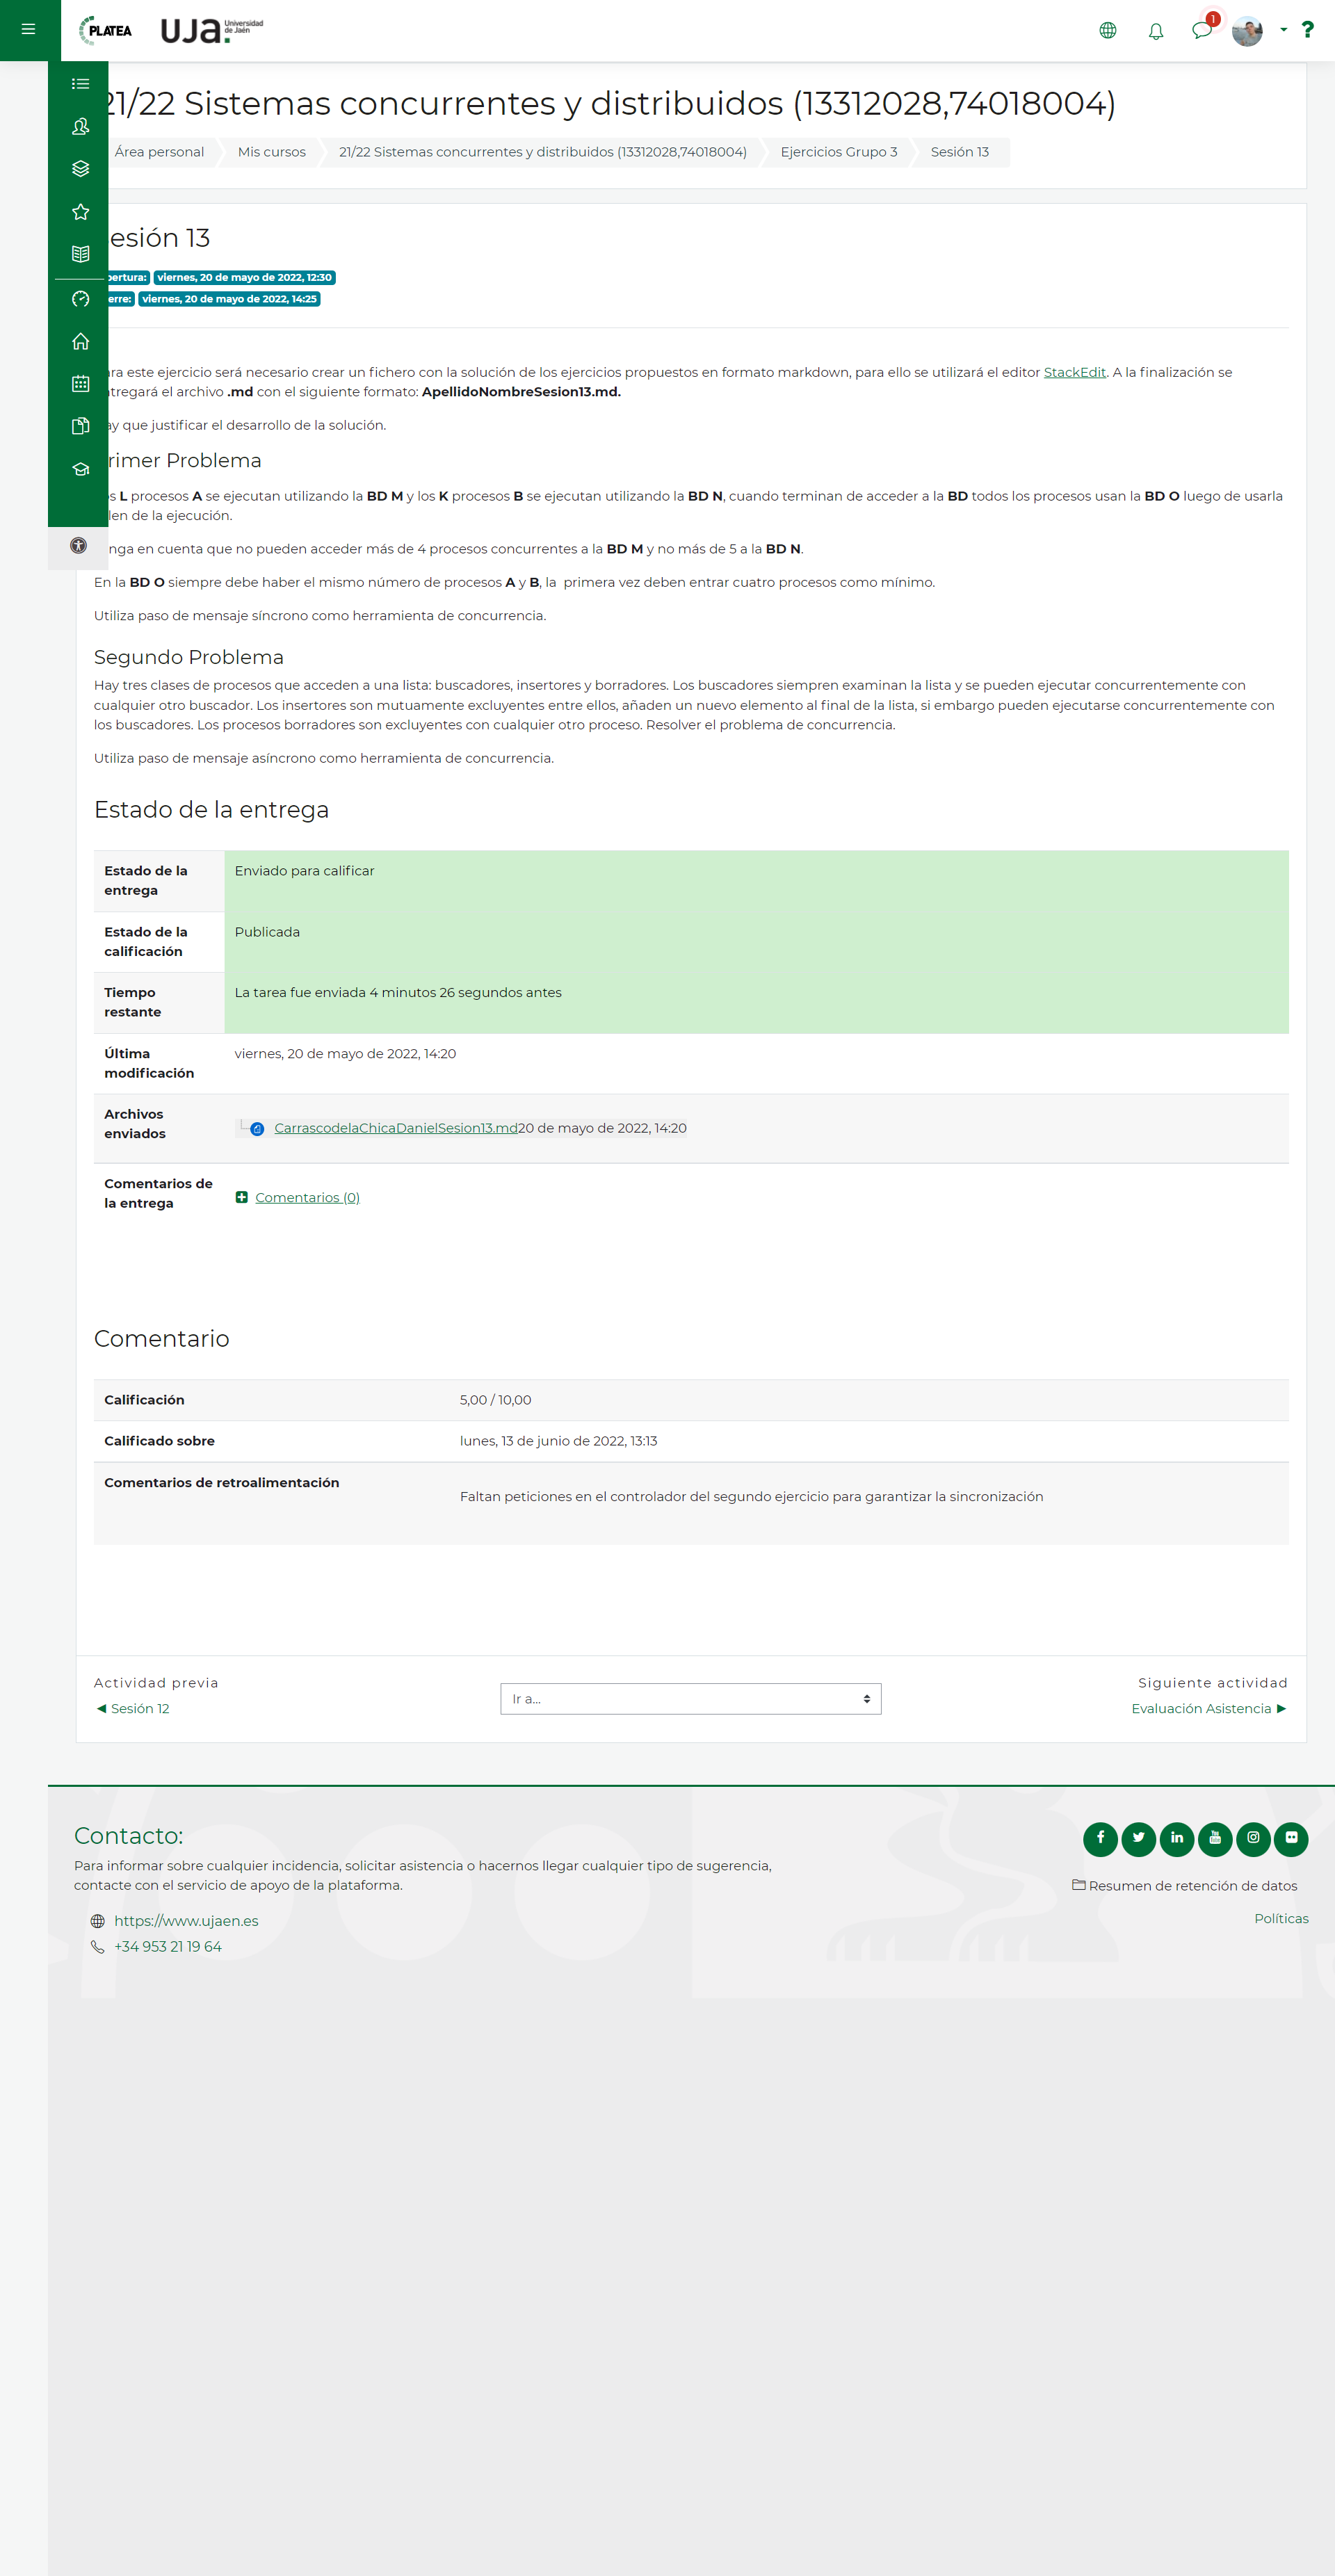 PLATEA
UJa.
Universidad
de Jaén
1
?
21/22 Sistemas concurrentes y distribuidos (13312028,74018004)
Área personal
Mis cursos
21/22 Sistemas concurrentes y distribuidos (13312028,74018004)
Ejercicios Grupo 3
Sesión 13
esión 13
pertura: viernes, 20 de mayo de 2022, 12:30
erre: viernes, 20 de mayo de 2022, 14:25
ra este ejercicio será necesario crear un fichero con la solución de los ejercicios propuestos en formato markdown, para ello se utilizará el editor StackEdit. A la finalización se
tregará el archivo .md con el siguiente formato: ApellidoNombreSesion13.md.
ay que justificar el desarrollo de la solución.
rimer Problema
s L procesos A se ejecutan utilizando la BD M y los K procesos B se ejecutan utilizando la BD N, cuando terminan de acceder a la BD todos los procesos usan la BD O luego de usarla
len de la ejecución.
nga en cuenta que no pueden acceder más de 4 procesos concurrentes a la BD M y no más de 5 a la BD N.
En la BD O siempre debe haber el mismo número de procesos A y B, la  primera vez deben entrar cuatro procesos como mínimo.
Utiliza paso de mensaje síncrono como herramienta de concurrencia.
Segundo Problema
Hay tres clases de procesos que acceden a una lista: buscadores, insertores y borradores. Los buscadores siempren examinan la lista y se pueden ejecutar concurrentemente con
cualquier otro buscador. Los insertores son mutuamente excluyentes entre ellos, añaden un nuevo elemento al final de la lista, si embargo pueden ejecutarse concurrentemente con
los buscadores. Los procesos borradores son excluyentes con cualquier otro proceso. Resolver el problema de concurrencia.
Utiliza paso de mensaje asíncrono como herramienta de concurrencia.
Estado de la entrega
Estado de la
entrega
Enviado para calificar
Estado de la
calificación
Publicada
Tiempo
restante
La tarea fue enviada 4 minutos 26 segundos antes
Última
modificación
viernes, 20 de mayo de 2022, 14:20
Archivos
enviados
CarrascodelaChicaDanielSesion13.md20 de mayo de 2022, 14:20
Comentarios de
la entrega
Comentarios (0)
Comentario
Calificación
5,00 / 10,00
Calificado sobre
lunes, 13 de junio de 2022, 13:13
Comentarios de retroalimentación
Faltan peticiones en el controlador del segundo ejercicio para garantizar la sincronización
Actividad previa
◄ Sesión 12
Ir a...
Siguiente actividad
Evaluación Asistencia ►
Contacto:
Para informar sobre cualquier incidencia, solicitar asistencia o hacernos llegar cualquier tipo de sugerencia,
contacte con el servicio de apoyo de la plataforma.
https://www.ujaen.es
+34 953 21 19 64
Resumen de retención de datos
Políticas